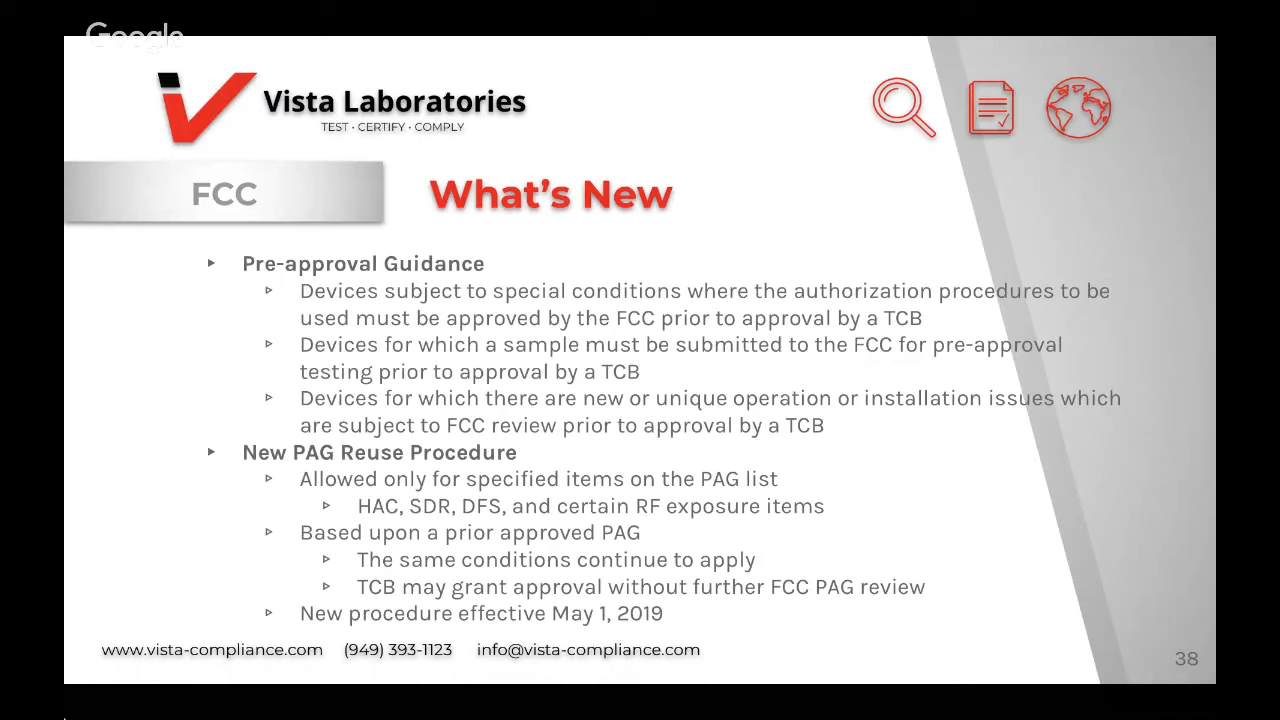 Google
Vista Laboratories
TEST · CERTIFY · COMPLY
FCC
What's New
▸ Pre-approval Guidance
▹ Devices subject to special conditions where the authorization procedures to be
used must be approved by the FCC prior to approval by a TCB
▹ Devices for which a sample must be submitted to the FCC for pre-approval
testing prior to approval by a TCB
▹ Devices for which there are new or unique operation or installation issues which
are subject to FCC review prior to approval by a TCB
▸ New PAG Reuse Procedure
▹ Allowed only for specified items on the PAG list
▹ HAC, SDR, DFS, and certain RF exposure items
▹ Based upon a prior approved PAG
▹ The same conditions continue to apply
▹ TCB may grant approval without further FCC PAG review
▹ New procedure effective May 1, 2019
www.vista-compliance.com (949) 393-1123 info@vista-compliance.com
38